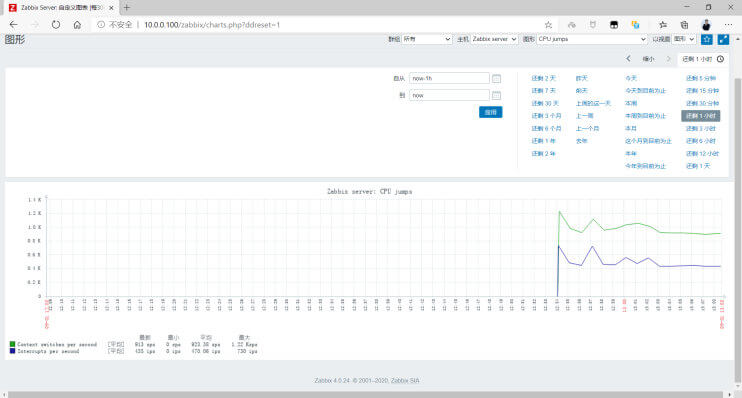 Zabbix Server: 自定义图表 [每30
不安全 | 10.0.0.100/zabbix/charts.php?ddreset=1
图形
群组 所有 主机 Zabbix server 图形 CPU jumps 以视窗 图形
缩小 还剩 1 小时
自从 now-1h
到 now
应用
还剩 2 天 昨天 今天 还剩 5 分钟
还剩 7 天 前天 今天到目前为止 还剩 15 分钟
还剩 30 天 上周的这一天 本周 还剩 30 分钟
还剩 3 个月 上一周 本周到目前为止 还剩 1 小时
还剩 6 个月 上一个月 本月 还剩 3 小时
还剩 1 年 去年 这个月到目前为止 还剩 6 小时
还剩 2 年 本年 还剩 12 小时
今年到目前为止 还剩 1 天
Zabbix server: CPU jumps
1.4 K
1.2 K
1.0 K
0.8 K
0.6 K
0.4 K
0.2 K
0
最新 最小 平均 最大
Context switches per second [平均] 913 sps 0 sps 923.38 sps 1.22 Ksps
Interrupts per second [平均] 435 ips 0 ips 470.08 ips 730 ips
Zabbix 4.0.24. © 2001–2020, Zabbix SIA